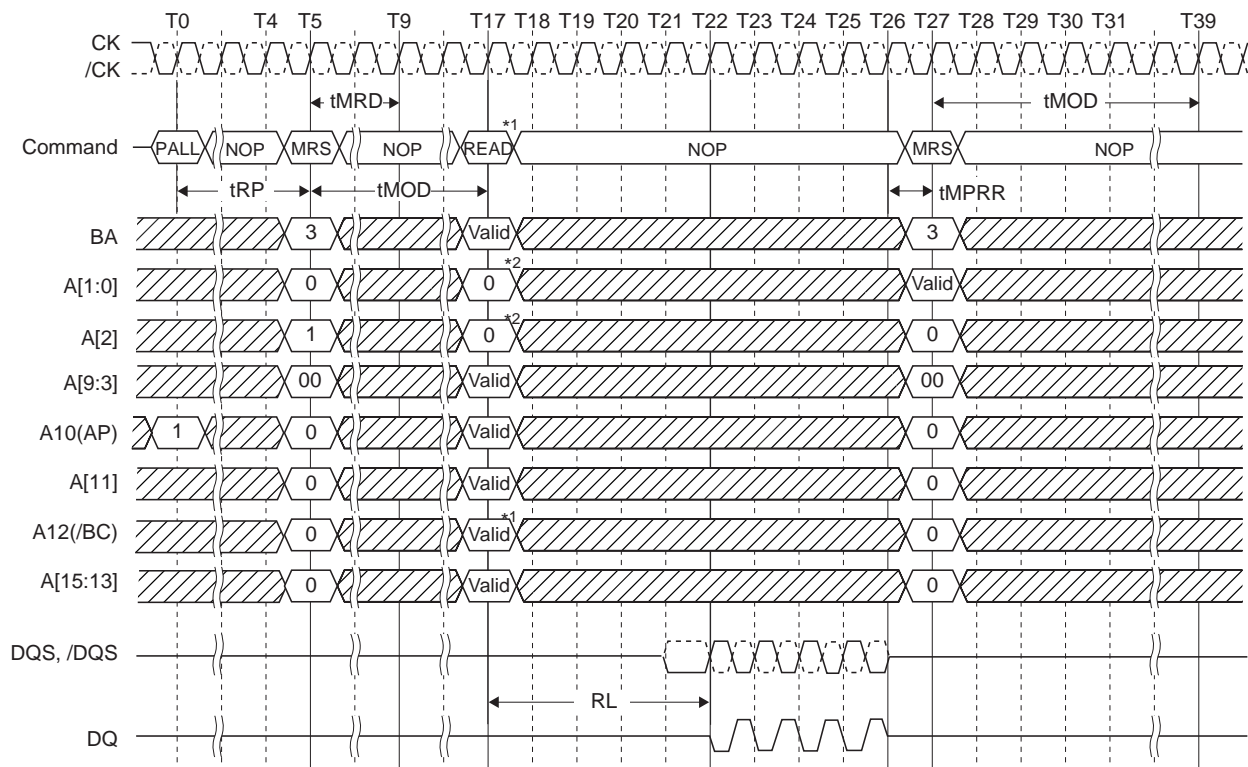 T0 T4 T5 T9 T17 T18 T19 T20 T21 T22 T23 T24 T25 T26 T27 T28 T29 T30 T31 T39
CK
/CK
tMRD tMOD
*1
Command PALL NOP MRS NOP READ NOP MRS NOP
tRP tMOD tMPRR
BA 3 Valid 3
*2
A[1:0] 0 0 Valid
*2
A[2] 1 0 0
A[9:3] 00 Valid 00
A10(AP) 1 0 Valid 0
A[11] 0 Valid 0
*1
A12(/BC) 0 Valid 0
A[15:13] 0 Valid 0
DQS, /DQS
RL
DQ